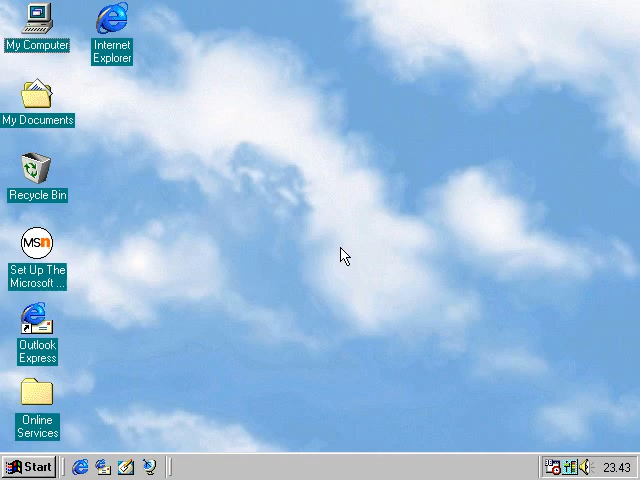 My Computer
Internet
Explorer
My Documents
Recycle Bin
MSn
Set Up The
Microsoft ...
Outlook
Express
Online
Services
Start
23.43